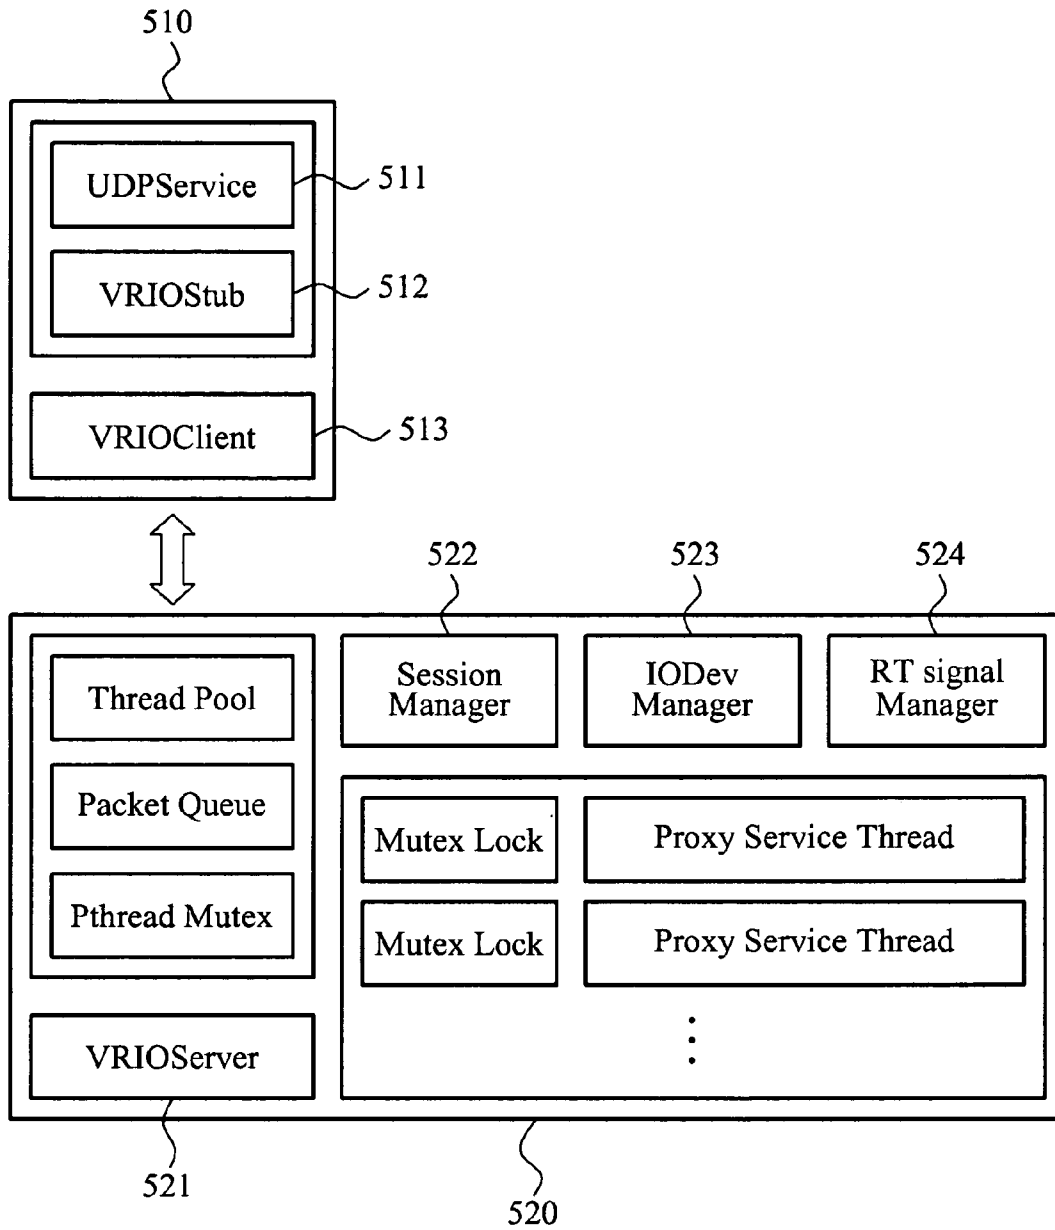 510
UDPService
511
VRIOStub
512
VRIOClient
513
522
523
524
Thread Pool
Session
Manager
IODev
Manager
RT signal
Manager
Packet Queue
Mutex Lock
Proxy Service Thread
Pthread Mutex
Mutex Lock
Proxy Service Thread
VRIOServer
521
520